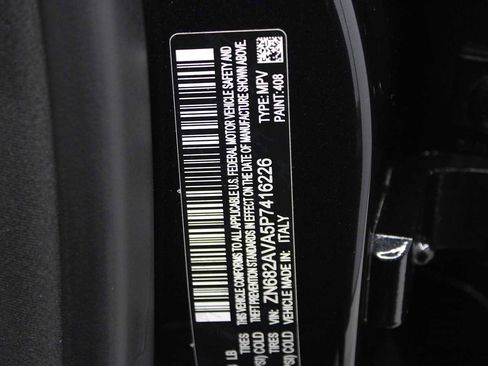 LB
TIRES
PSI) COLD
THIS VEHICLE CONFORMS TO ALL APPLICABLE U.S. FEDERAL MOTOR VEHICLE SAFETY AND
THEFT PREVENTION STANDARDS IN EFFECT ON THE DATE OF MANUFACTURE SHOWN ABOVE.
VIN: ZN682AVA5P7416226 TYPE: MPV
VEHICLE MADE IN: ITALY PAINT: 408
TIRES
PSI) COLD